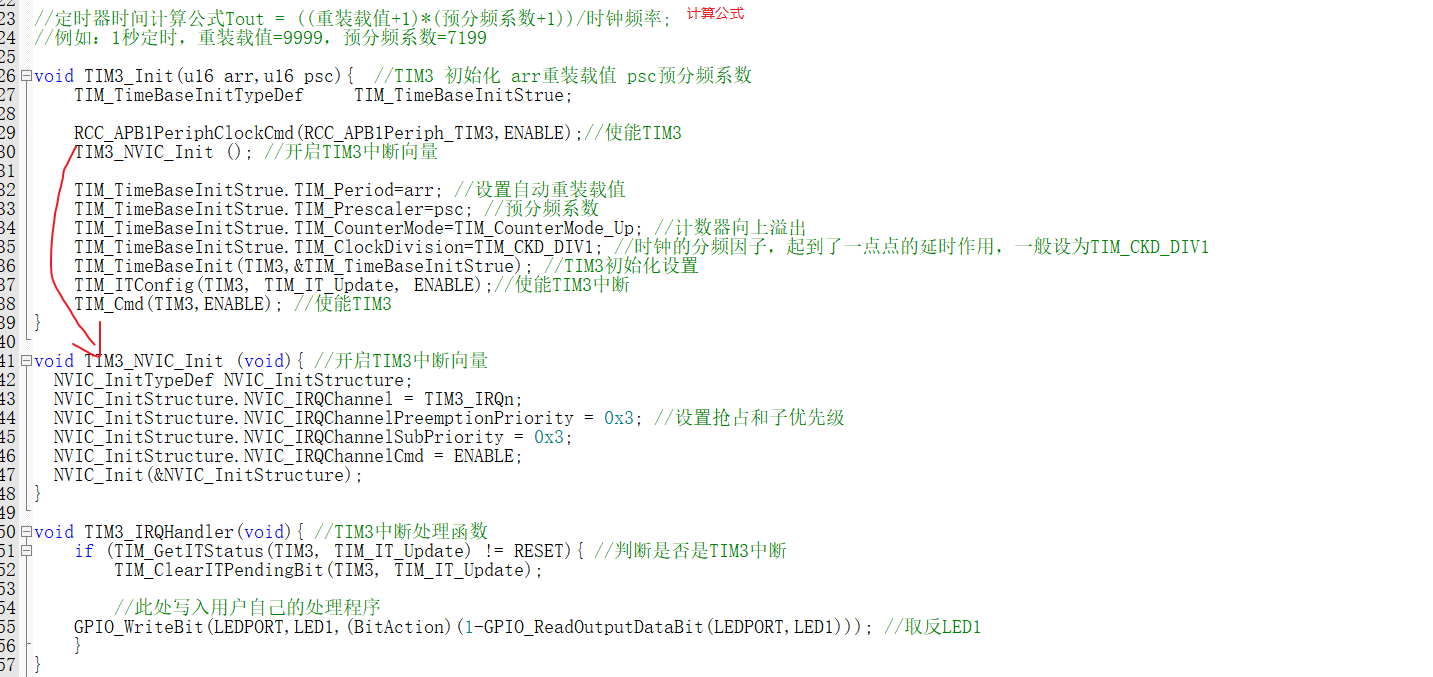 23 //定时器时间计算公式Tout = ((重装载值+1)*(预分频系数+1))/时钟频率; 计算公式
24 //例如：1秒定时，重装载值=9999，预分频系数=7199
25
26 void TIM3_Init(u16 arr,u16 psc){ //TIM3 初始化 arr重装载值 psc预分频系数
27 TIM_TimeBaseInitTypeDef TIM_TimeBaseInitStrue;
28
29 RCC_APB1PeriphClockCmd(RCC_APB1Periph_TIM3,ENABLE);//使能TIM3
30 TIM3_NVIC_Init (); //开启TIM3中断向量
31
32 TIM_TimeBaseInitStrue.TIM_Period=arr; //设置自动重装载值
33 TIM_TimeBaseInitStrue.TIM_Prescaler=psc; //预分频系数
34 TIM_TimeBaseInitStrue.TIM_CounterMode=TIM_CounterMode_Up; //计数器向上溢出
35 TIM_TimeBaseInitStrue.TIM_ClockDivision=TIM_CKD_DIV1; //时钟的分频因子，起到了一点点的延时作用，一般设为TIM_CKD_DIV1
36 TIM_TimeBaseInit(TIM3,&TIM_TimeBaseInitStrue); //TIM3初始化设置
37 TIM_ITConfig(TIM3, TIM_IT_Update, ENABLE);//使能TIM3中断
38 TIM_Cmd(TIM3,ENABLE); //使能TIM3
39 }
40
41 void TIM3_NVIC_Init (void){ //开启TIM3中断向量
42 NVIC_InitTypeDef NVIC_InitStructure;
43 NVIC_InitStructure.NVIC_IRQChannel = TIM3_IRQn;
44 NVIC_InitStructure.NVIC_IRQChannelPreemptionPriority = 0x3; //设置抢占和子优先级
45 NVIC_InitStructure.NVIC_IRQChannelSubPriority = 0x3;
46 NVIC_InitStructure.NVIC_IRQChannelCmd = ENABLE;
47 NVIC_Init(&NVIC_InitStructure);
48 }
49
50 void TIM3_IRQHandler(void){ //TIM3中断处理函数
51 if (TIM_GetITStatus(TIM3, TIM_IT_Update) != RESET){ //判断是否是TIM3中断
52 TIM_ClearITPendingBit(TIM3, TIM_IT_Update);
53
54 //此处写入用户自己的处理程序
55 GPIO_WriteBit(LEDPORT,LED1,(BitAction)(1-GPIO_ReadOutputDataBit(LEDPORT,LED1))); //取反LED1
56 }
57 }